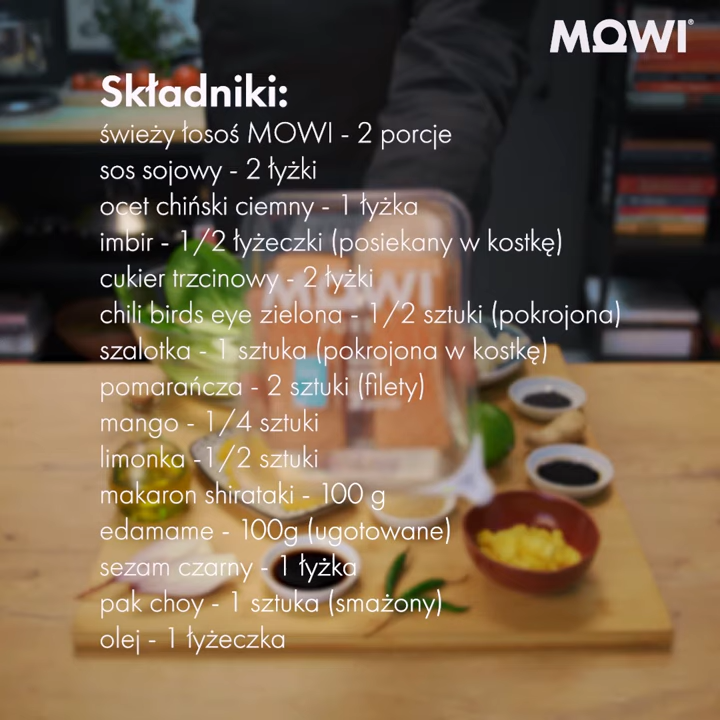 MOWI®
Składniki:
świeży łosoś MOWI - 2 porcje
sos sojowy - 2 łyżki
ocet chiński ciemny - 1 łyżka
imbir - 1/2 łyżeczki (posiekany w kostkę)
cukier trzcinowy - 2 łyżki
chili birds eye zielona - 1/2 sztuki (pokrojona)
szalotka - 1 sztuka (pokrojona w kostkę)
pomarańcza - 2 sztuki (filety)
mango - 1/4 sztuki
limonka -1/2 sztuki
makaron shirataki - 100 g
edamame - 100g (ugotowane)
sezam czarny - 1 łyżka
pak choy - 1 sztuka (smażony)
olej - 1 łyżeczka
MOWI